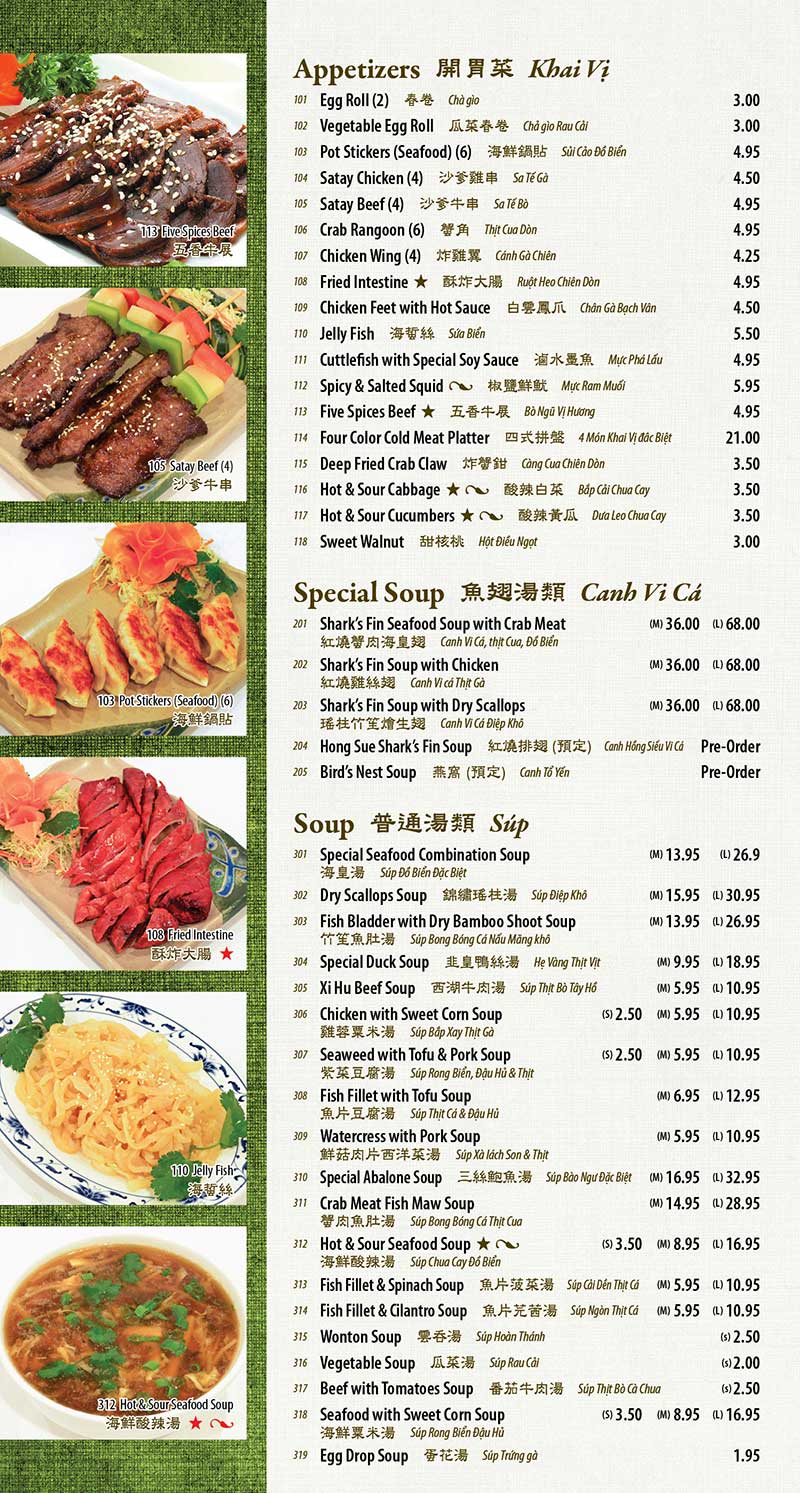 Appetizers 開胃菜 Khai Vị
101 Egg Roll (2) 春卷 Chà gìo 3.00
102 Vegetable Egg Roll 瓜菜春卷 Chả gìo Rau Cải 3.00
103 Pot Stickers (Seafood) (6) 海鮮鍋貼 Sủi Cảo Đồ Biển 4.95
104 Satay Chicken (4) 沙爹雞串 Sa Tế Gà 4.50
105 Satay Beef (4) 沙爹牛串 Sa Tế Bò 4.95
106 Crab Rangoon (6) 蟹角 Thịt Cua Dòn 4.95
107 Chicken Wing (4) 炸雞翼 Cánh Gà Chiên 4.25
108 Fried Intestine ★ 酥炸大腸 Ruột Heo Chiên Dòn 4.95
109 Chicken Feet with Hot Sauce 白雲鳳爪 Chân Gà Bạch Vân 4.50
110 Jelly Fish 海蜇絲 Sứa Biển 5.50
111 Cuttlefish with Special Soy Sauce 滷水墨魚 Mực Phá Lấu 4.95
112 Spicy & Salted Squid 椒鹽鮮魷 Mực Ram Muối 5.95
113 Five Spices Beef ★ 五香牛展 Bò Ngũ Vị Hương 4.95
114 Four Color Cold Meat Platter 四式拼盤 4 Món Khai Vị đăc Biệt 21.00
115 Deep Fried Crab Claw 炸蟹鉗 Càng Cua Chiên Dòn 3.50
116 Hot & Sour Cabbage ★ 酸辣白菜 Bắp Cải Chua Cay 3.50
117 Hot & Sour Cucumbers ★ 酸辣黃瓜 Dưa Leo Chua Cay 3.50
118 Sweet Walnut 甜核桃 Hột Điều Ngọt 3.00
Special Soup 魚翅湯類 Canh Vi Cá
201 Shark's Fin Seafood Soup with Crab Meat (M) 36.00 (L) 68.00
紅燒蟹肉海皇翅 Canh Vi Cá, thịt Cua, Đồ Biển
202 Shark's Fin Soup with Chicken (M) 36.00 (L) 68.00
紅燒雞絲翅 Canh Vi cá Thịt Gà
203 Shark's Fin Soup with Dry Scallops (M) 36.00 (L) 68.00
瑤柱竹笙燴生翅 Canh Vi Cá Điệp Khô
204 Hong Sue Shark's Fin Soup 紅燒排翅 (預定) Canh Hồng Siếu Vi Cá Pre-Order
205 Bird's Nest Soup 燕窩 (預定) Canh Tổ Yến Pre-Order
Soup 普通湯類 Súp
301 Special Seafood Combination Soup (M) 13.95 (L) 26.9
海皇湯 Súp Đồ Biển Đặc Biệt
302 Dry Scallops Soup 錦繡瑤柱湯 Súp Điệp Khô (M) 15.95 (L) 30.95
303 Fish Bladder with Dry Bamboo Shoot Soup (M) 13.95 (L) 26.95
竹笙魚肚湯 Súp Bong Bóng Cá Nấu Măng khô
304 Special Duck Soup 韭皇鴨絲湯 Hẹ Vàng Thịt Vịt (M) 9.95 (L) 18.95
305 Xi Hu Beef Soup 西湖牛肉湯 Súp Thịt Bò Tây Hồ (M) 5.95 (L) 10.95
306 Chicken with Sweet Corn Soup (S) 2.50 (M) 5.95 (L) 10.95
雞蓉粟米湯 Súp Bắp Xay Thịt Gà
307 Seaweed with Tofu & Pork Soup (S) 2.50 (M) 5.95 (L) 10.95
紫菜豆腐湯 Súp Rong Biển, Đậu Hủ & Thịt
308 Fish Fillet with Tofu Soup (M) 6.95 (L) 12.95
魚片豆腐湯 Súp Thịt Cá & Đậu Hủ
309 Watercress with Pork Soup (M) 5.95 (L) 10.95
鮮菇肉片西洋菜湯 Súp Xà lách Son & Thịt
310 Special Abalone Soup 三絲鮑魚湯 Súp Bào Ngư Đặc Biệt (M) 16.95 (L) 32.95
311 Crab Meat Fish Maw Soup (M) 14.95 (L) 28.95
蟹肉魚肚湯 Súp Bong Bóng Cá Thịt Cua
312 Hot & Sour Seafood Soup ★ (S) 3.50 (M) 8.95 (L) 16.95
海鮮酸辣湯 Súp Chua Cay Đồ Biển
313 Fish Fillet & Spinach Soup 魚片菠菜湯 Súp Cải Dền Thịt Cá (M) 5.95 (L) 10.95
314 Fish Fillet & Cilantro Soup 魚片芫茜湯 Súp Ngòn Thịt Cá (M) 5.95 (L) 10.95
315 Wonton Soup 雲吞湯 Súp Hoàn Thánh (s) 2.50
316 Vegetable Soup 瓜菜湯 Súp Rau Cải (s) 2.00
317 Beef with Tomatoes Soup 番茄牛肉湯 Súp Thịt Bò Cà Chua (s) 2.50
318 Seafood with Sweet Corn Soup (S) 3.50 (M) 8.95 (L) 16.95
海鮮粟米湯 Súp Rong Biển Đậu Hủ
319 Egg Drop Soup 蛋花湯 Súp Trứng gà 1.95
113 Five Spices Beef
五香牛展
105 Satay Beef (4)
沙爹牛串
103 Pot Stickers (Seafood) (6)
海鮮鍋貼
108 Fried Intestine
酥炸大腸 ★
110 Jelly Fish
海蜇絲
312 Hot & Sour Seafood Soup
海鮮酸辣湯 ★